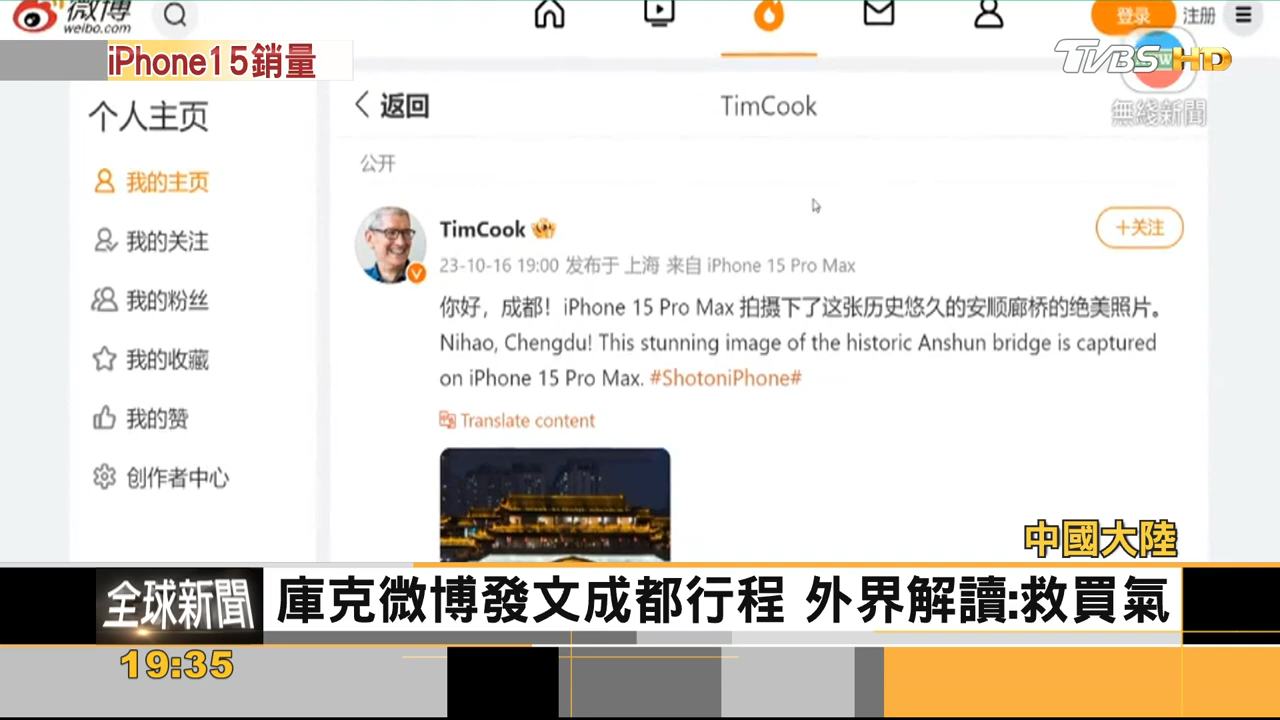 微博
weibo.com
登录
注册
iPhone15銷量
TVBS HD
無綫新聞
个人主页
我的主页
我的关注
我的粉丝
我的收藏
我的赞
创作者中心
返回
TimCook
公开
TimCook
+关注
23-10-16 19:00 发布于 上海 来自 iPhone 15 Pro Max
你好，成都！iPhone 15 Pro Max 拍摄下了这张历史悠久的安顺廊桥的绝美照片。
Nihao, Chengdu! This stunning image of the historic Anshun bridge is captured
on iPhone 15 Pro Max. #ShotoniPhone#
Translate content
中國大陸
全球新聞
庫克微博發文成都行程 外界解讀:救買氣
19:35